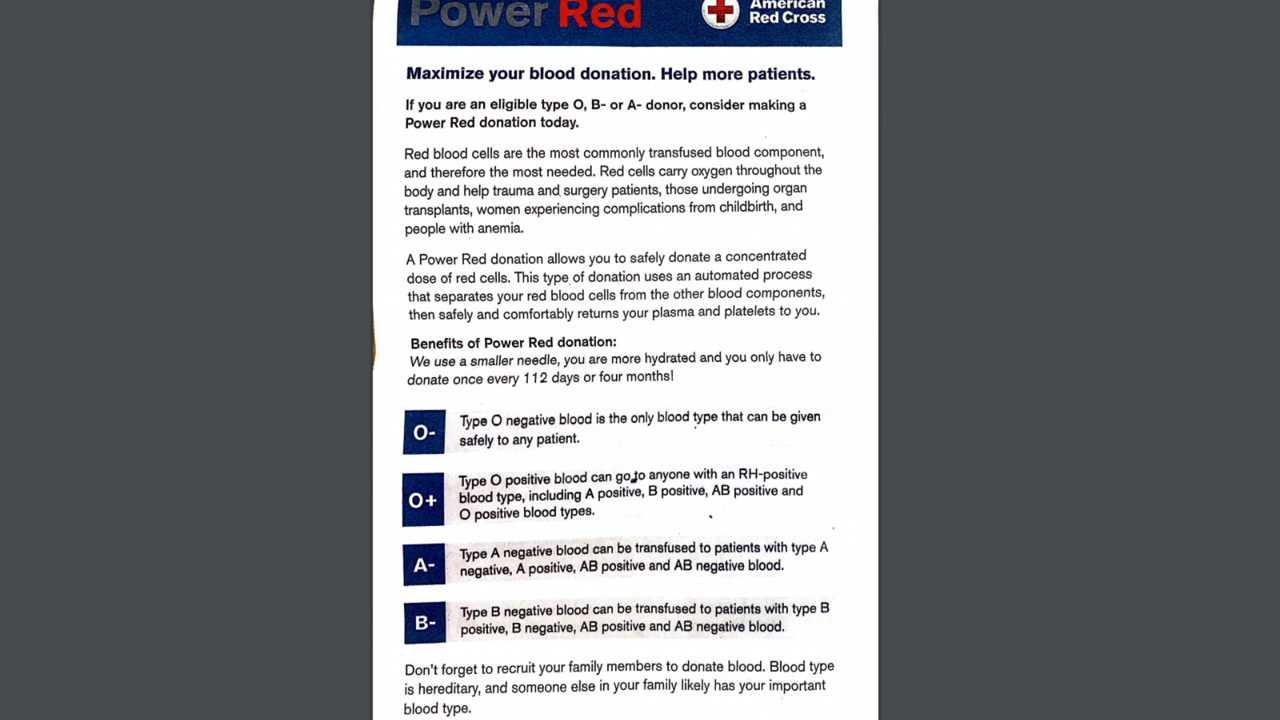 Power Red
American
Red Cross
Maximize your blood donation. Help more patients.
If you are an eligible type O, B- or A- donor, consider making a
Power Red donation today.
Red blood cells are the most commonly transfused blood component,
and therefore the most needed. Red cells carry oxygen throughout the
body and help trauma and surgery patients, those undergoing organ
transplants, women experiencing complications from childbirth, and
people with anemia.
A Power Red donation allows you to safely donate a concentrated
dose of red cells. This type of donation uses an automated process
that separates your red blood cells from the other blood components,
then safely and comfortably returns your plasma and platelets to you.
Benefits of Power Red donation:
We use a smaller needle, you are more hydrated and you only have to
donate once every 112 days or four months!
O-
Type O negative blood is the only blood type that can be given
safely to any patient.
O+
Type O positive blood can go to anyone with an RH-positive
blood type, including A positive, B positive, AB positive and
O positive blood types.
A-
Type A negative blood can be transfused to patients with type A
negative, A positive, AB positive and AB negative blood.
B-
Type B negative blood can be transfused to patients with type B
positive, B negative, AB positive and AB negative blood.
Don't forget to recruit your family members to donate blood. Blood type
is hereditary, and someone else in your family likely has your important
blood type.